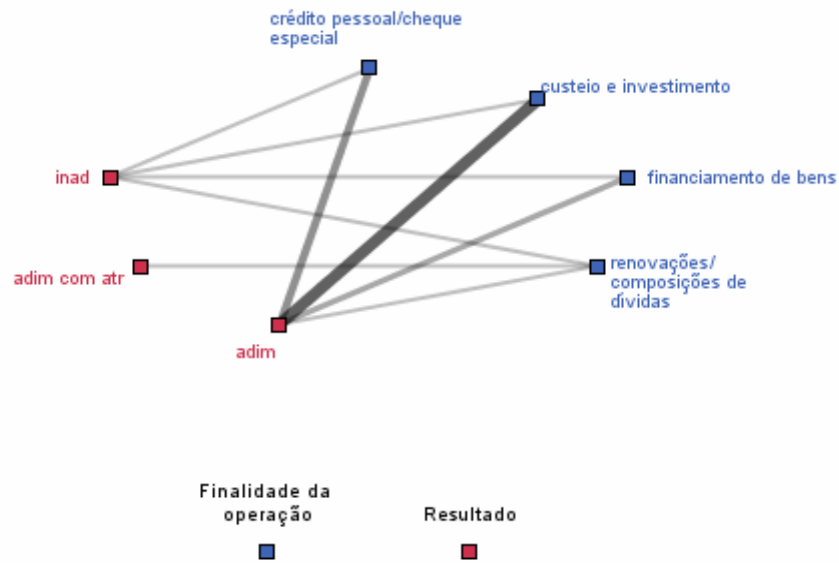 crédito pessoal/cheque
especial
custeio e investimento
inad
financiamento de bens
adim com atr
renovações/
composições de
dívidas
adim
Finalidade da
operação
Resultado